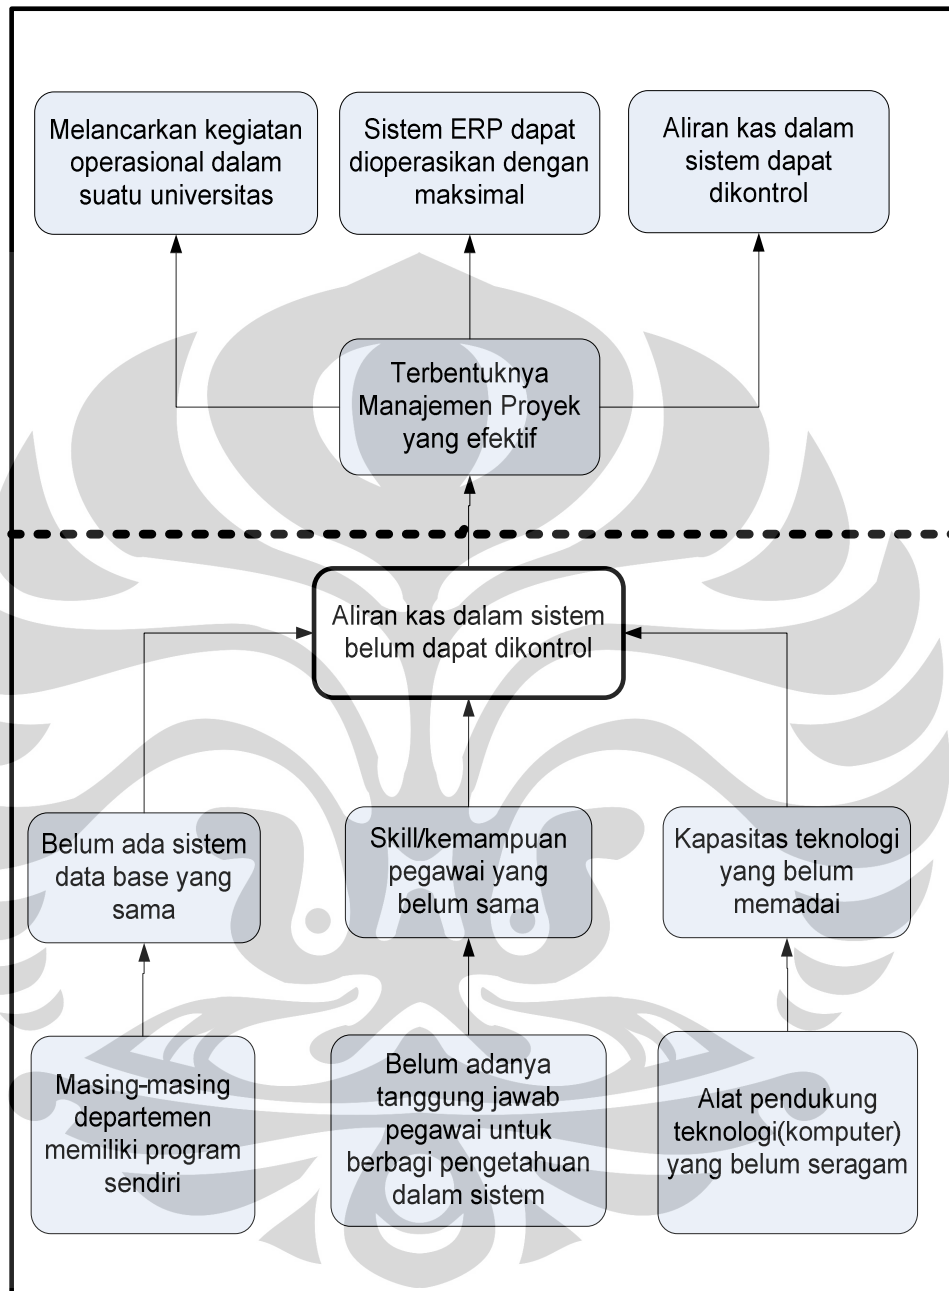 Melancarkan kegiatan
operasional dalam
suatu universitas
Sistem ERP dapat
dioperasikan dengan
maksimal
Aliran kas dalam
sistem dapat
dikontrol
Terbentuknya
Manajemen Proyek
yang efektif
Aliran kas dalam sistem
belum dapat dikontrol
Belum ada sistem
data base yang
sama
Skill/kemampuan
pegawai yang
belum sama
Kapasitas teknologi
yang belum
memadai
Masing-masing
departemen
memiliki program
sendiri
Belum adanya
tanggung jawab
pegawai untuk
berbagi pengetahuan
dalam sistem
Alat pendukung
teknologi(komputer)
yang belum seragam